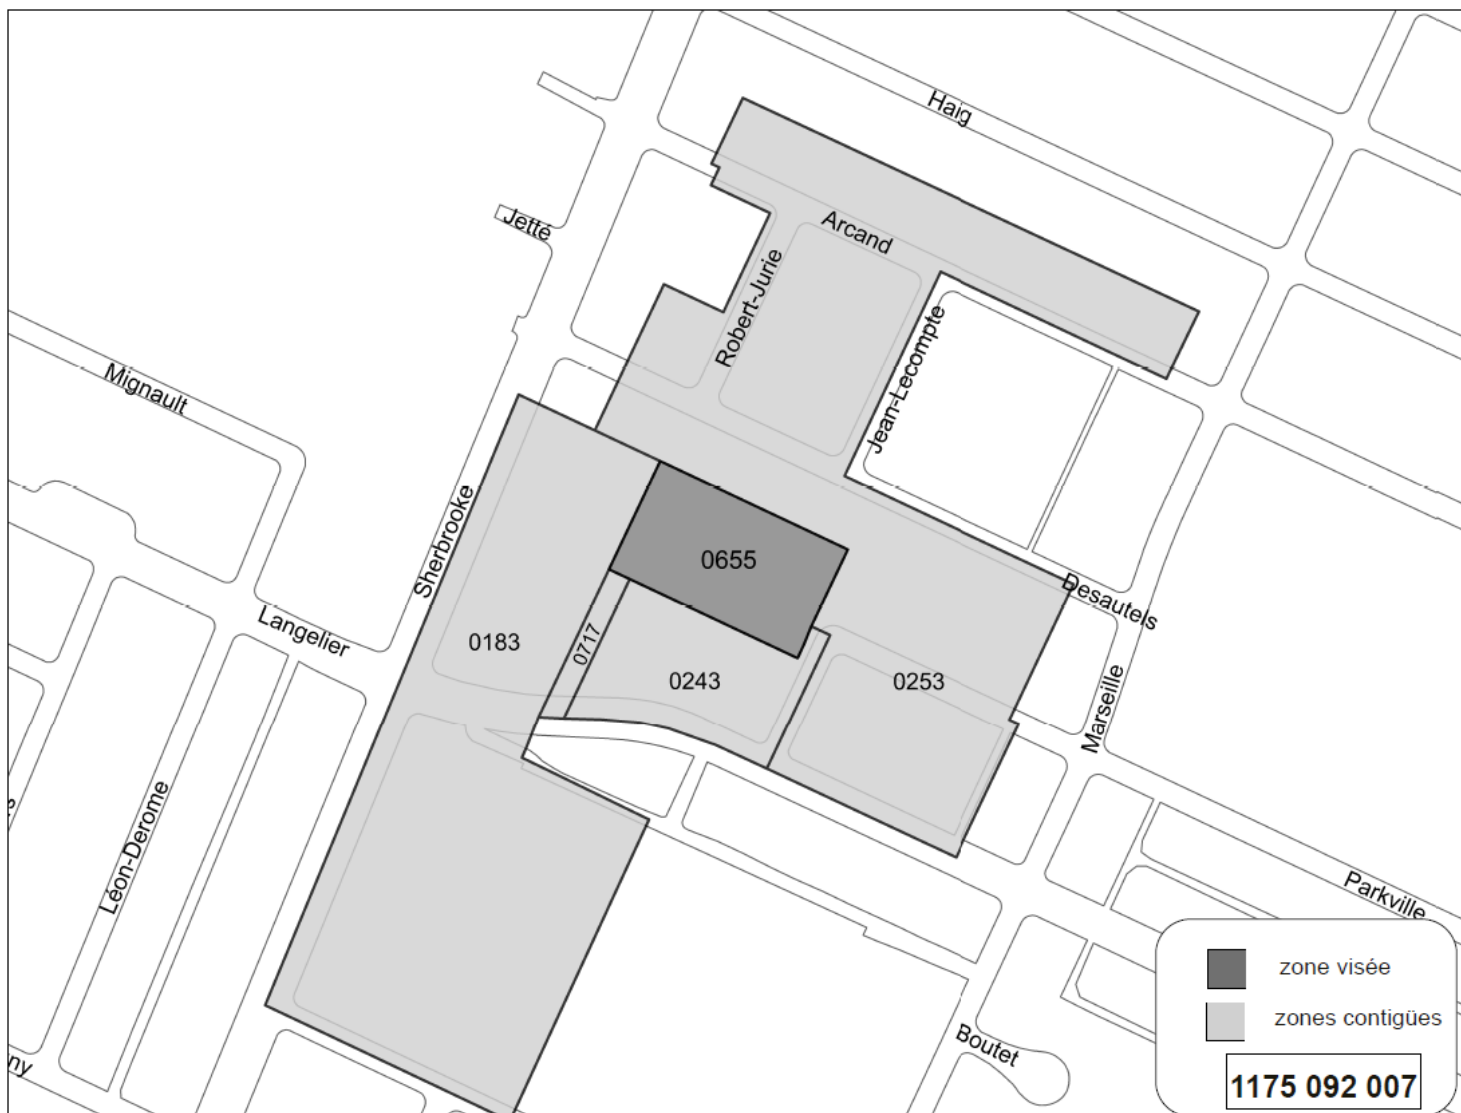 Haig
Jetté
Arcand
Robert-Jurie
Jean-Lecompte
Mignault
Sherbrooke
0655
Desautels
Langelier
0183
0717
0243
0253
Marseille
Léon-Derome
Parkville
zone visée
zones contigües
Boutet
1175 092 007